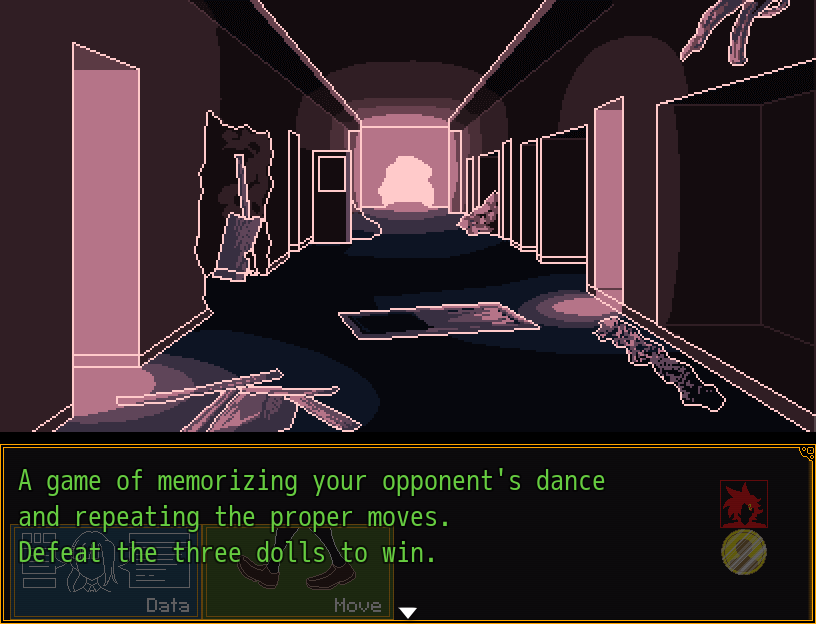 A game of memorizing your opponent's dance
and repeating the proper moves.
Defeat the three dolls to win.
Data
Move